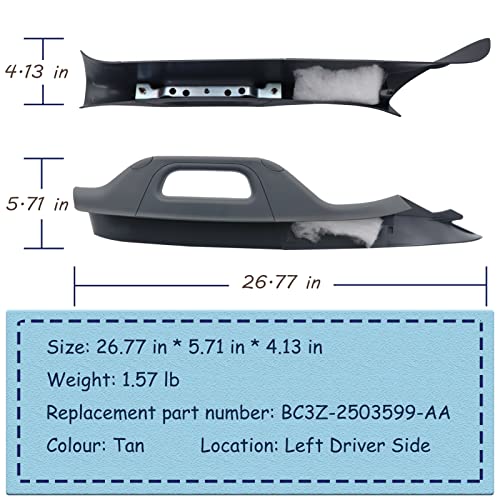 4·13 in
5.71 in
26·77 in
Size: 26.77 in * 5.71 in * 4.13 in
Weight: 1.57 lb
Replacement part number: BC3Z-2503599-AA
Colour: Tan Location: Left Driver Side